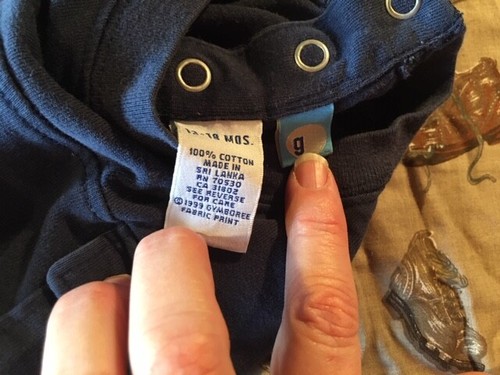 12-18 MOS.
100% COTTON
MADE IN
SRI LANKA
RN 70530
CA 31802
SEE REVERSE
FOR CARE
©1999 GYMBOREE
FABRIC PRINT
g